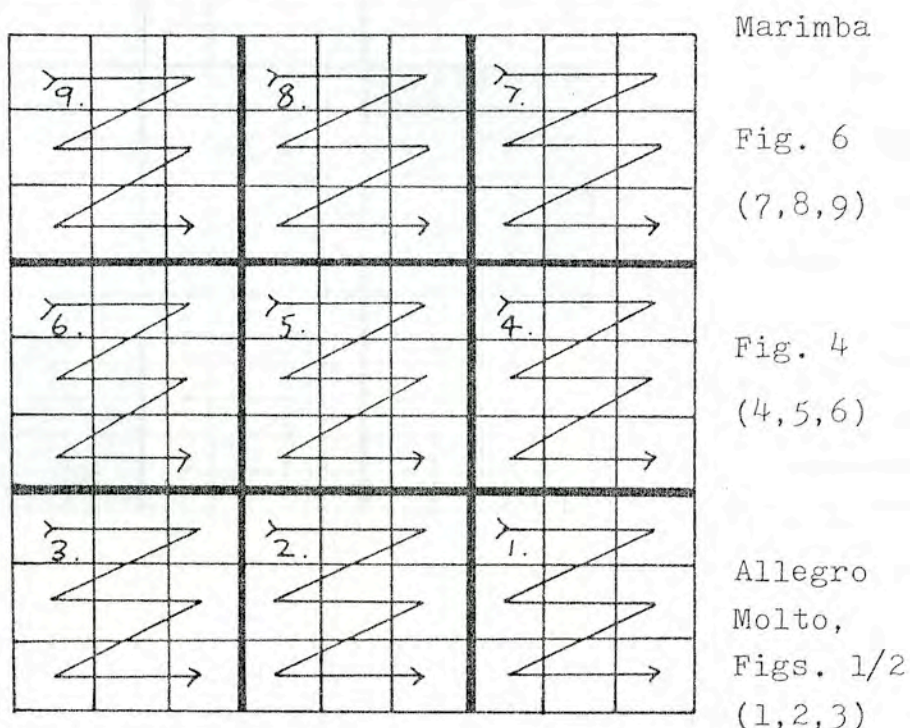 Marimba
9. 8. 7.
Fig. 6
(7,8,9)
6. 5. 4.
Fig. 4
(4,5,6)
3. 2. 1.
Allegro
Molto,
Figs. 1/2
(1,2,3)